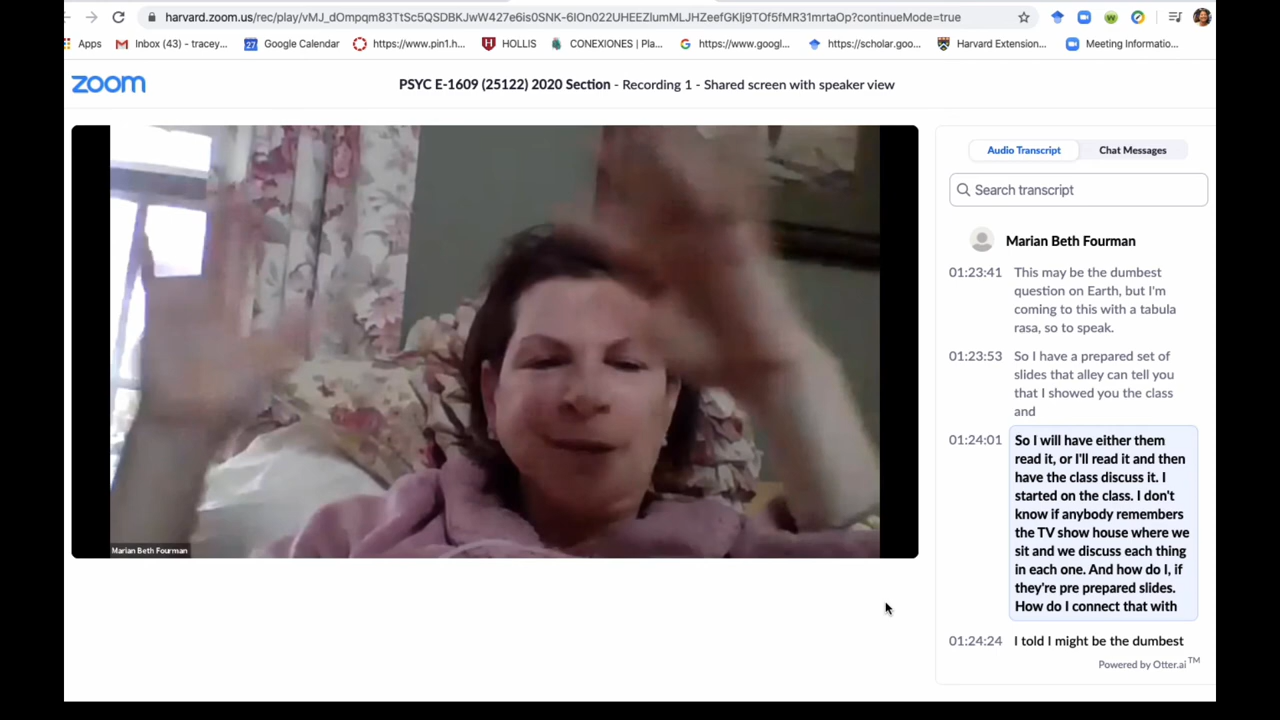 harvard.zoom.us/rec/play/vMJ_dOmpqm83TtSc5QSDBKJwW427e6is0SNK-6IOn022UHEEZlumMLJHZeefGKlj9TOf5fMR31mrtaOp?continueMode=true
Apps Inbox (43) - tracey... 27 Google Calendar https://www.pin1.h... HOLLIS CONEXIONES | Pla... https://www.googl... https://scholar.goo... Harvard Extension... Meeting Informatio...
zoom
PSYC E-1609 (25122) 2020 Section - Recording 1 - Shared screen with speaker view
Marian Beth Fourman
Audio Transcript Chat Messages
Search transcript
Marian Beth Fourman
01:23:41 This may be the dumbest
question on Earth, but I'm
coming to this with a tabula
rasa, so to speak.
01:23:53 So I have a prepared set of
slides that alley can tell you
that I showed you the class
and
01:24:01 So I will have either them
read it, or I'll read it and then
have the class discuss it. I
started on the class. I don't
know if anybody remembers
the TV show house where we
sit and we discuss each thing
in each one. And how do I, if
they're pre prepared slides.
How do I connect that with
01:24:24 I told I might be the dumbest
Powered by Otter.ai™